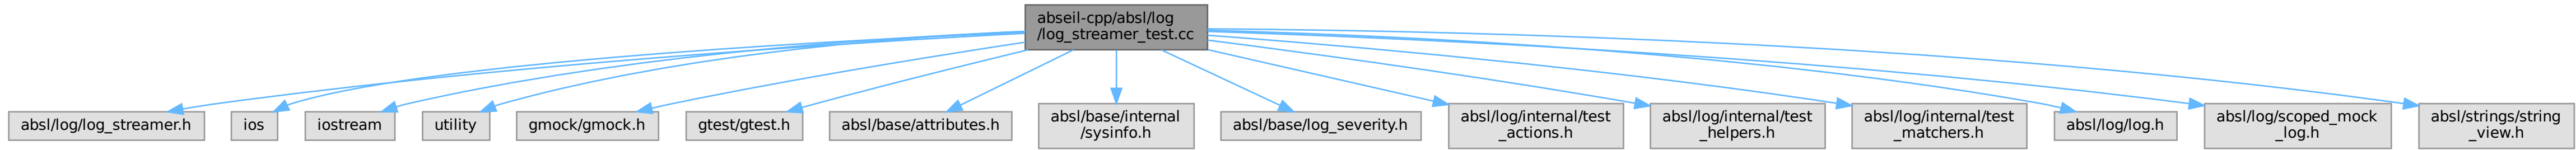 abseil-cpp/absl/log
/log_streamer_test.cc
absl/log/log_streamer.h
ios
iostream
utility
gmock/gmock.h
gtest/gtest.h
absl/base/attributes.h
absl/base/internal
/sysinfo.h
absl/base/log_severity.h
absl/log/internal/test
_actions.h
absl/log/internal/test
_helpers.h
absl/log/internal/test
_matchers.h
absl/log/log.h
absl/log/scoped_mock
_log.h
absl/strings/string
_view.h